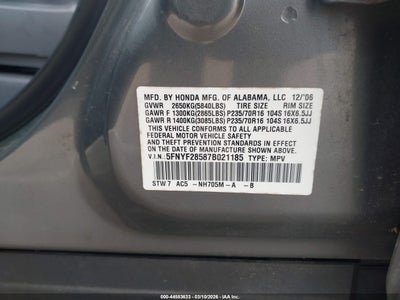 MFD. BY HONDA MFG. OF ALABAMA, LLC 12/'06
GVWR 2650KG(5840LBS) TIRE SIZE RIM SIZE
GAWR F 1300KG(2865LBS) P235/70R16 104S 16X6.5JJ
GAWR R 1400KG(3085LBS) P235/70R16 104S 16X6.5JJ
THIS VEHICLE CONFORMS TO ALL APPLICABLE
FEDERAL MOTOR VEHICLE SAFETY
AND THEFT PREVENTION STANDARDS IN EFFECT
ON THE DATE OF MANUFACTURE SHOWN ABOVE.
V.I.N.:5FNYF28587B021185 TYPE: MPV
STW7 AC5 -NH705M-A -B
© IAA - 44593633 - 03/10/2026 -